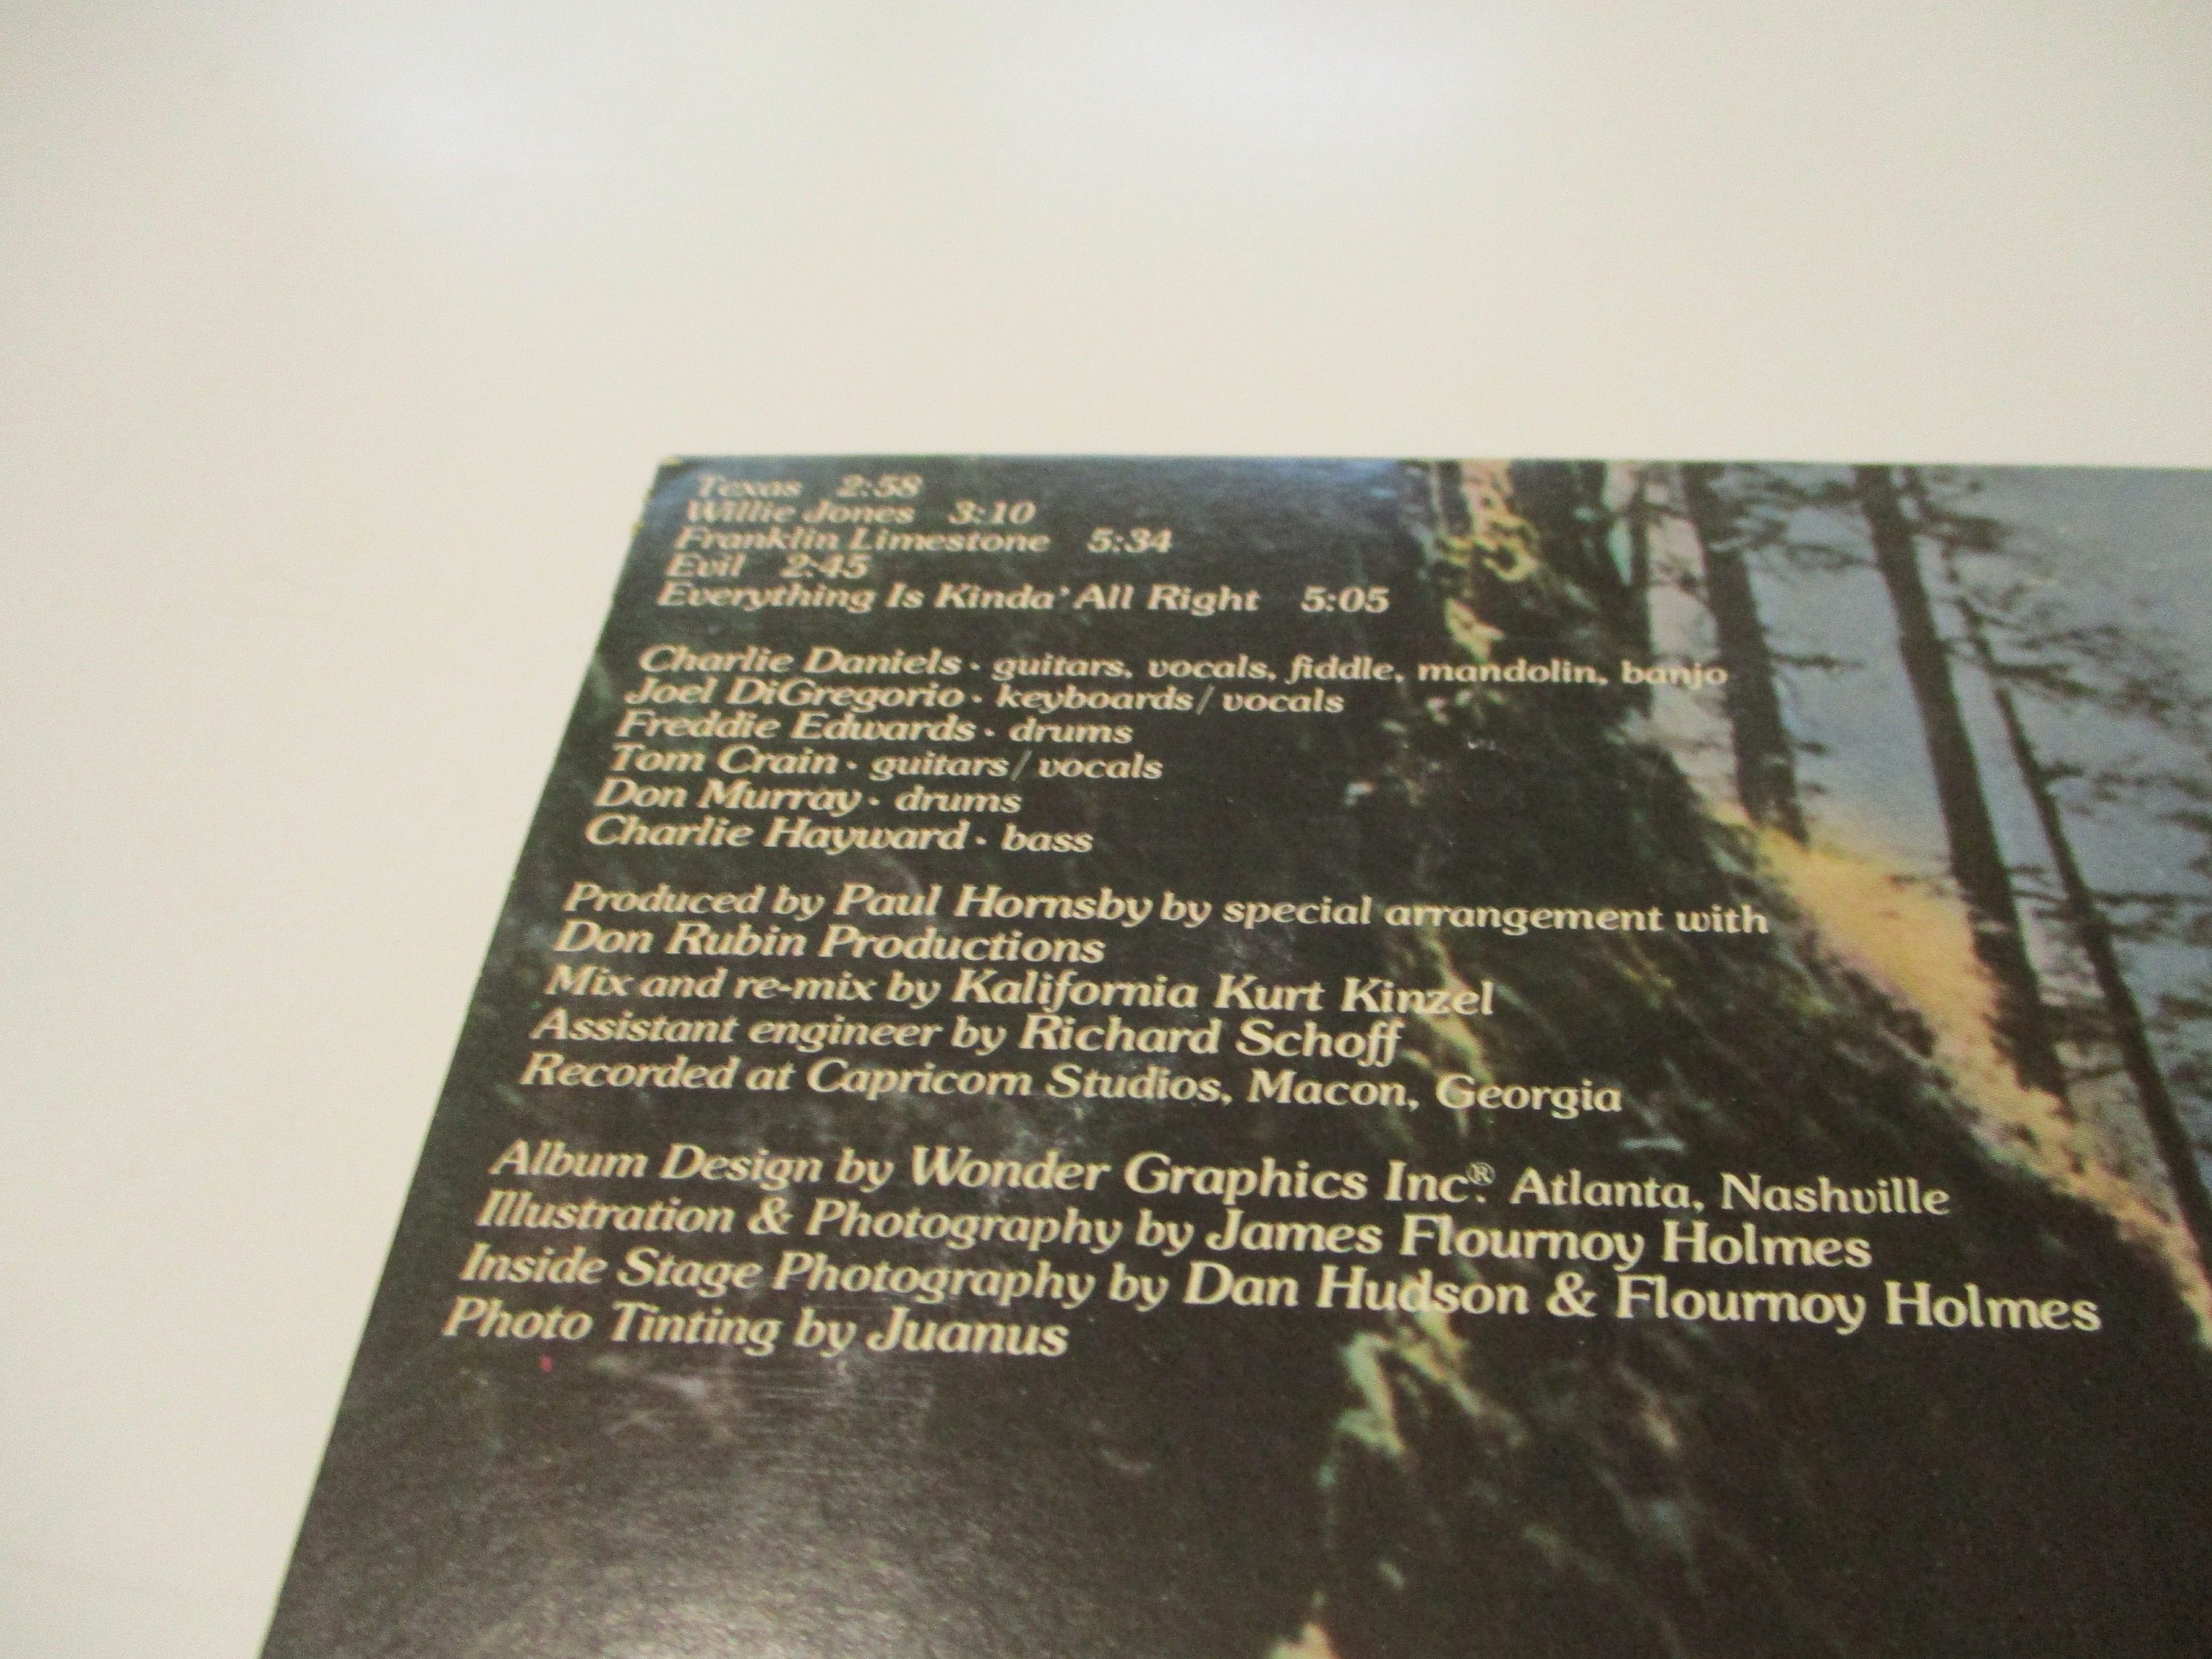 Texas 2:58
Willie Jones 3:10
Franklin Limestone 5:34
Evil 2:45
Everything Is Kinda' All Right 5:05
Charlie Daniels · guitars, vocals, fiddle, mandolin, banjo
Joel DiGregorio · keyboards / vocals
Freddie Edwards · drums
Tom Crain · guitars / vocals
Don Murray · drums
Charlie Hayward · bass
Produced by Paul Hornsby by special arrangement with
Don Rubin Productions
Mix and re-mix by Kalifornia Kurt Kinzel
Assistant engineer by Richard Schoff
Recorded at Capricorn Studios, Macon, Georgia
Album Design by Wonder Graphics Inc.® Atlanta, Nashville
Illustration & Photography by James Flournoy Holmes
Inside Stage Photography by Dan Hudson & Flournoy Holmes
Photo Tinting by Juanus